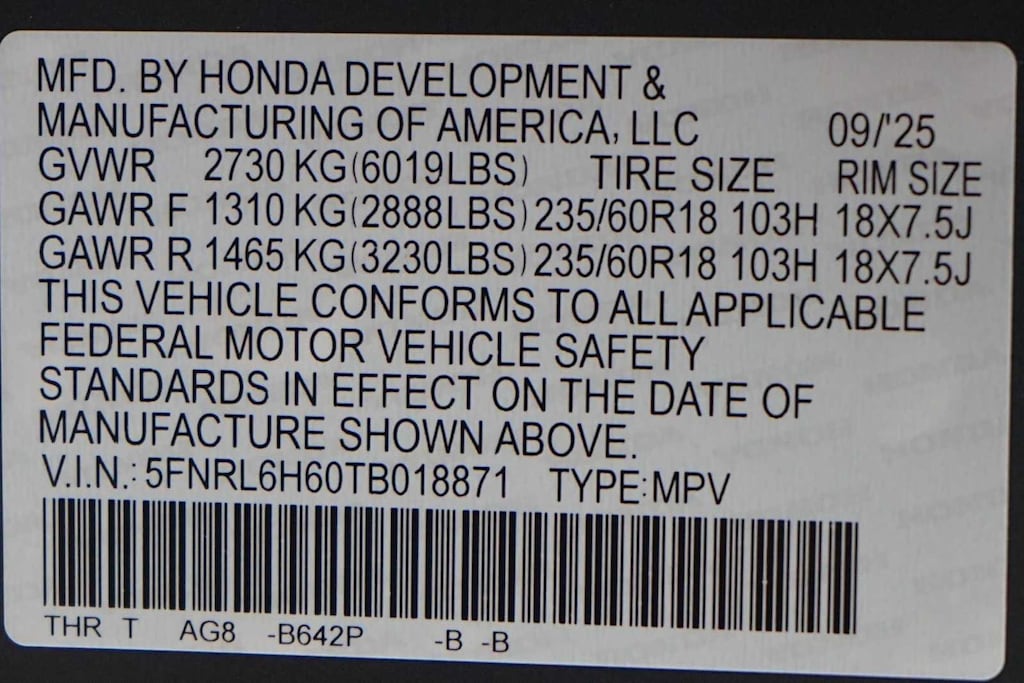 MFD. BY HONDA DEVELOPMENT &
MANUFACTURING OF AMERICA, LLC 09/'25
GVWR 2730 KG(6019LBS) TIRE SIZE RIM SIZE
GAWR F 1310 KG(2888LBS) 235/60R18 103H 18X7.5J
GAWR R 1465 KG(3230LBS) 235/60R18 103H 18X7.5J
THIS VEHICLE CONFORMS TO ALL APPLICABLE
FEDERAL MOTOR VEHICLE SAFETY
STANDARDS IN EFFECT ON THE DATE OF
MANUFACTURE SHOWN ABOVE.
V.I.N.: 5FNRL6H60TB018871 TYPE:MPV
THR T AG8 -B642P -B -B